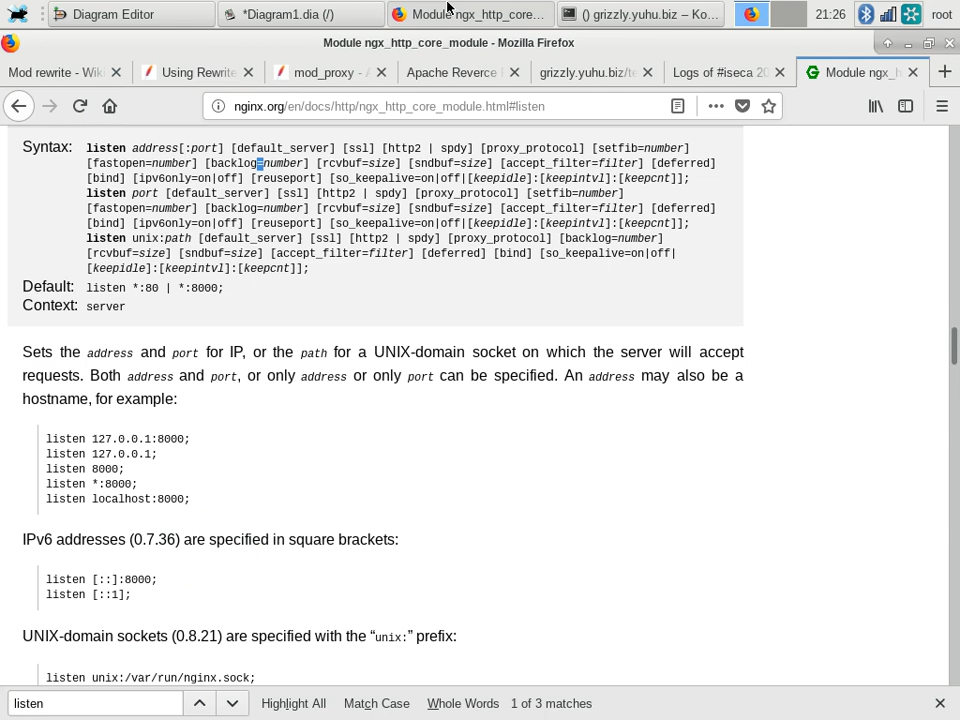 Diagram Editor
*Diagram1.dia (/)
Module ngx_http_core...
() grizzly.yuhu.biz – Ko...
21:26
root
Module ngx_http_core_module - Mozilla Firefox
Mod rewrite - Wiki
Using Rewrite
mod_proxy - A
Apache Reverce
grizzly.yuhu.biz/te
Logs of #iseca 20
Module ngx_h
nginx.org/en/docs/http/ngx_http_core_module.html#listen
Syntax: listen address[:port] [default_server] [ssl] [http2 | spdy] [proxy_protocol] [setfib=number]
[fastopen=number] [backlog=number] [rcvbuf=size] [sndbuf=size] [accept_filter=filter] [deferred]
[bind] [ipv6only=on|off] [reuseport] [so_keepalive=on|off|[keepidle]:[keepintvl]:[keepcnt]];
listen port [default_server] [ssl] [http2 | spdy] [proxy_protocol] [setfib=number]
[fastopen=number] [backlog=number] [rcvbuf=size] [sndbuf=size] [accept_filter=filter] [deferred]
[bind] [ipv6only=on|off] [reuseport] [so_keepalive=on|off|[keepidle]:[keepintvl]:[keepcnt]];
listen unix:path [default_server] [ssl] [http2 | spdy] [proxy_protocol] [backlog=number]
[rcvbuf=size] [sndbuf=size] [accept_filter=filter] [deferred] [bind] [so_keepalive=on|off|
[keepidle]:[keepintvl]:[keepcnt]];
Default: listen *:80 | *:8000;
Context: server
Sets the address and port for IP, or the path for a UNIX-domain socket on which the server will accept
requests. Both address and port, or only address or only port can be specified. An address may also be a
hostname, for example:
listen 127.0.0.1:8000;
listen 127.0.0.1;
listen 8000;
listen *:8000;
listen localhost:8000;
IPv6 addresses (0.7.36) are specified in square brackets:
listen [::]:8000;
listen [::1];
UNIX-domain sockets (0.8.21) are specified with the “unix:” prefix:
listen unix:/var/run/nginx.sock;
listen
Highlight All
Match Case
Whole Words
1 of 3 matches